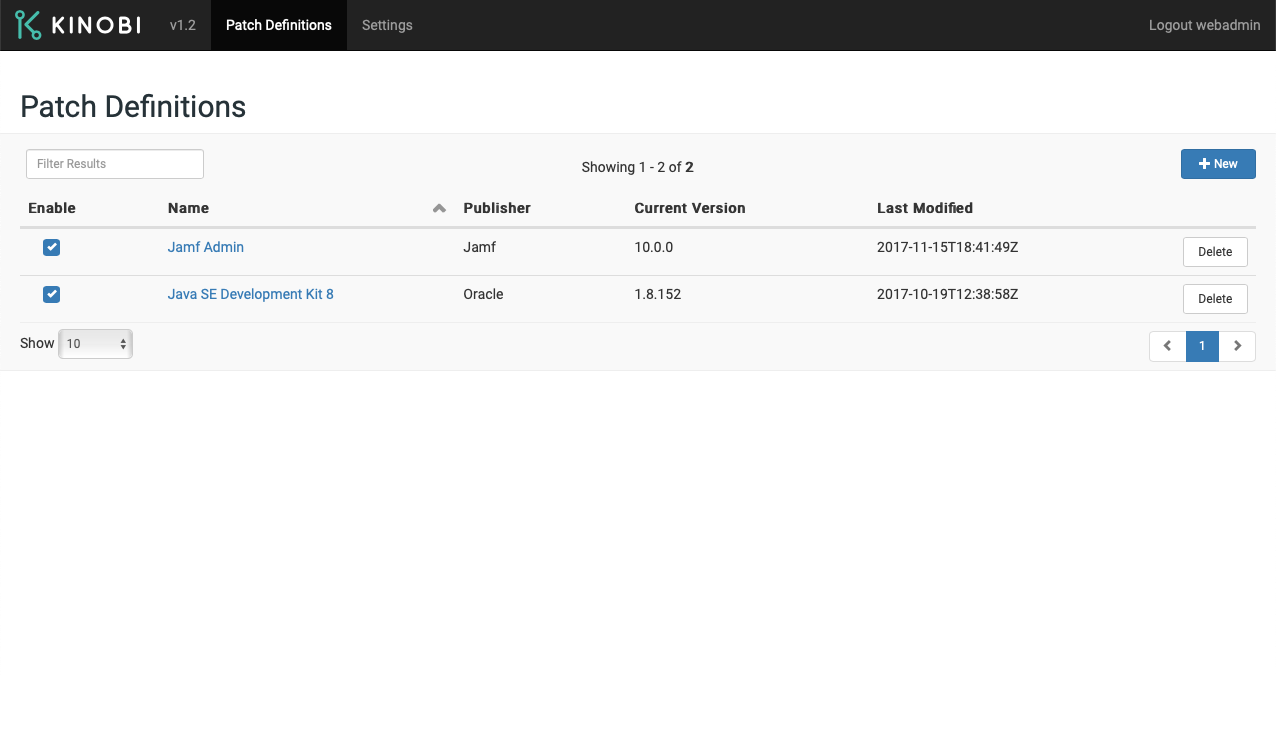 KINOBI v1.2 Patch Definitions Settings Logout webadmin
Patch Definitions
Filter Results Showing 1 - 2 of 2 New
Enable Name Publisher Current Version Last Modified
Jamf Admin Jamf 10.0.0 2017-11-15T18:41:49Z Delete
Java SE Development Kit 8 Oracle 1.8.152 2017-10-19T12:38:58Z Delete
Show 10 1